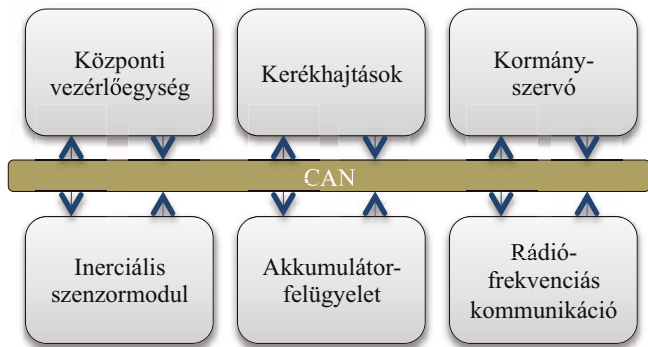 Központi
vezérlőegység
Kerékhajtások
Kormány-
szervó
CAN
Inerciális
szenzormodul
Akkumulátor-
felügyelet
Rádió-
frekvenciás
kommunikáció